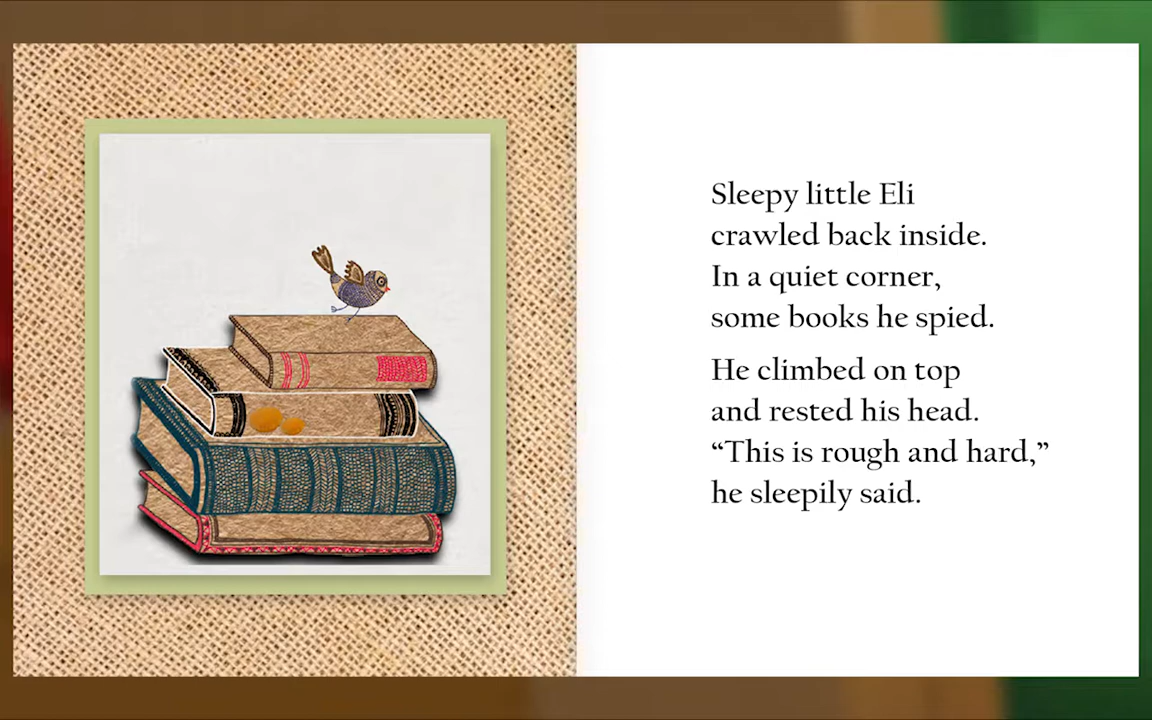 Sleepy little Eli
crawled back inside.
In a quiet corner,
some books he spied.
He climbed on top
and rested his head.
“This is rough and hard,”
he sleepily said.